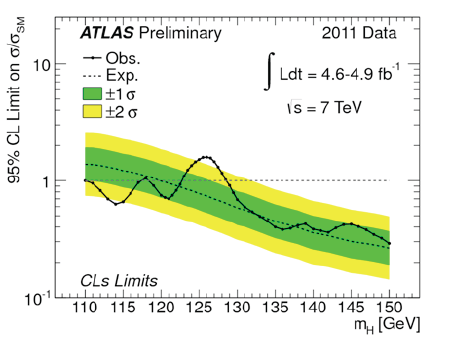 ATLAS Preliminary
2011 Data
Obs.
Exp.
±1 σ
±2 σ
∫ Ldt = 4.6-4.9 fb⁻¹
√s = 7 TeV
95% CL Limit on σ/σSM
10
1
10⁻¹
CLs Limits
110 115 120 125 130 135 140 145 150
mH [GeV]